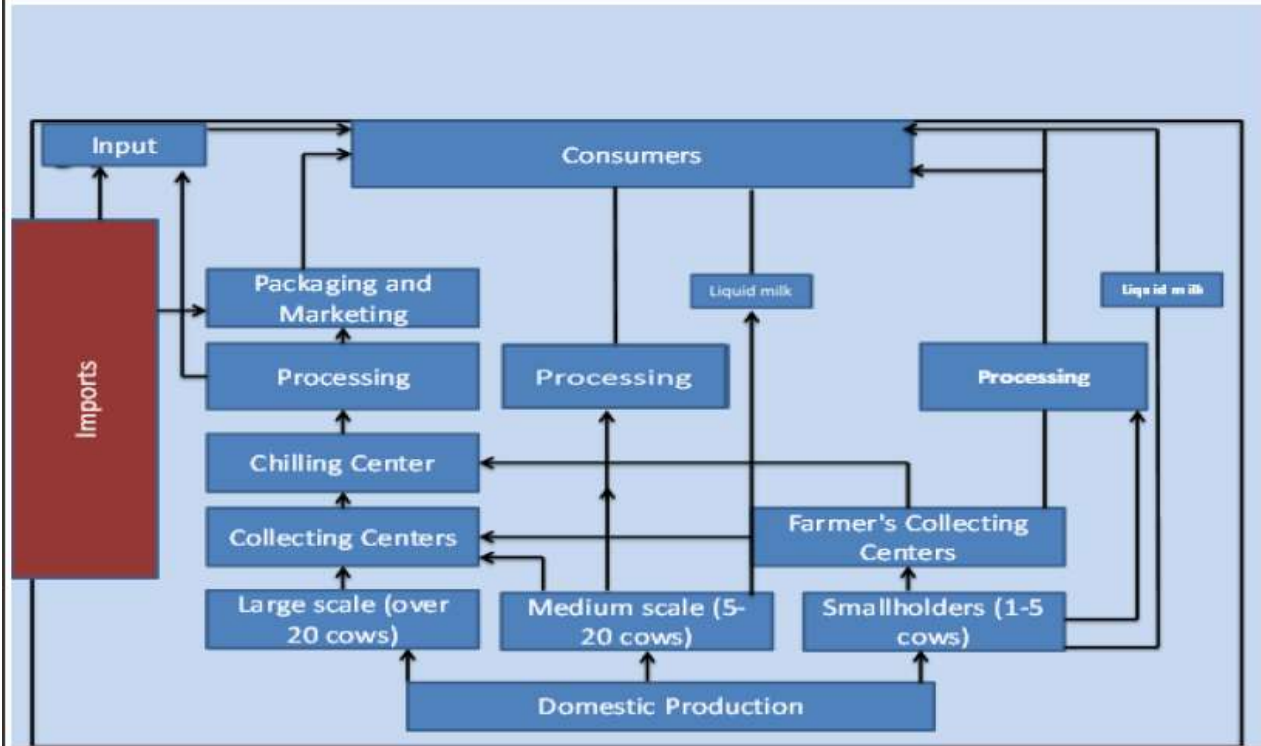 Input
Consumers
Packaging and
Marketing
Liquid milk
Liquid milk
Imports
Processing
Processing
Processing
Chilling Center
Collecting Centers
Farmer's Collecting
Centers
Large scale (over
20 cows)
Medium scale (5-
20 cows)
Smallholders (1-5
cows)
Domestic Production